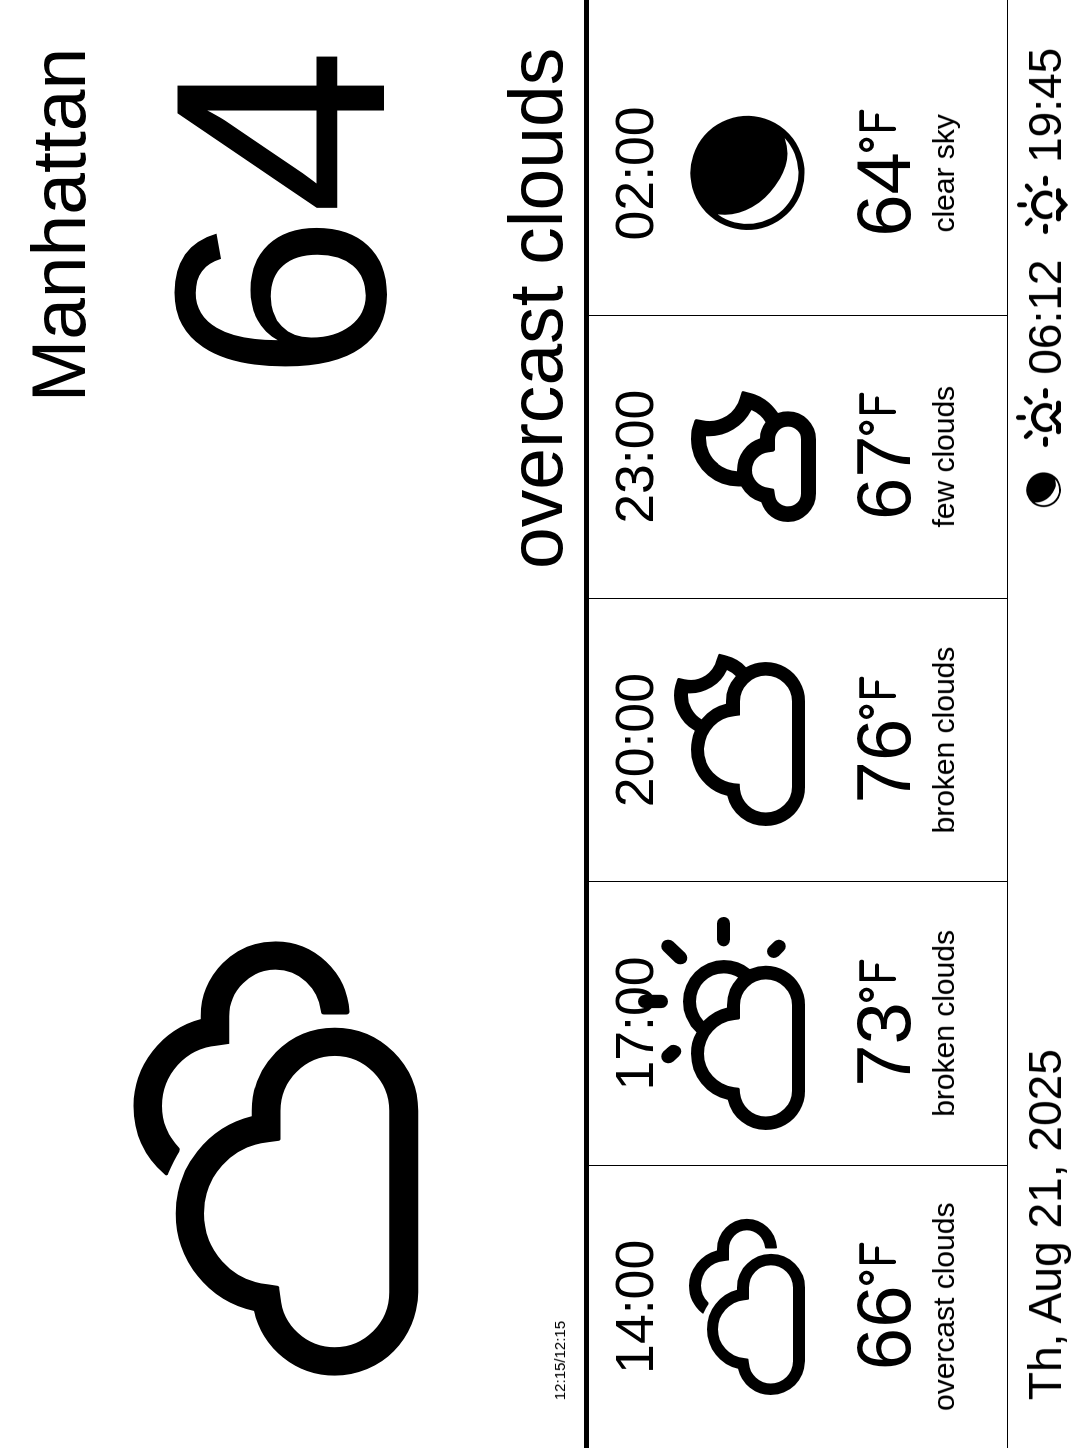 Manhattan
64
overcast clouds
12:15/12:15
14:00 17:00 20:00 23:00 02:00
66°F 73°F 76°F 67°F 64°F
overcast clouds broken clouds broken clouds few clouds clear sky
Th, Aug 21, 2025 06:12 19:45